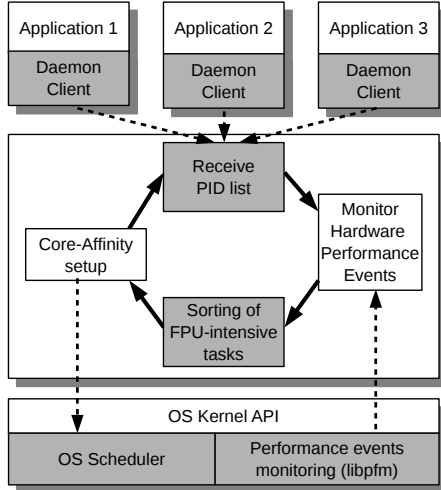 Application 1
Application 2
Application 3
Daemon
Client
Daemon
Client
Daemon
Client
Receive
PID list
Monitor
Hardware
Performance
Events
Core-Affinity
setup
Sorting of
FPU-intensive
tasks
OS Kernel API
OS Scheduler
Performance events
monitoring (libpfm)